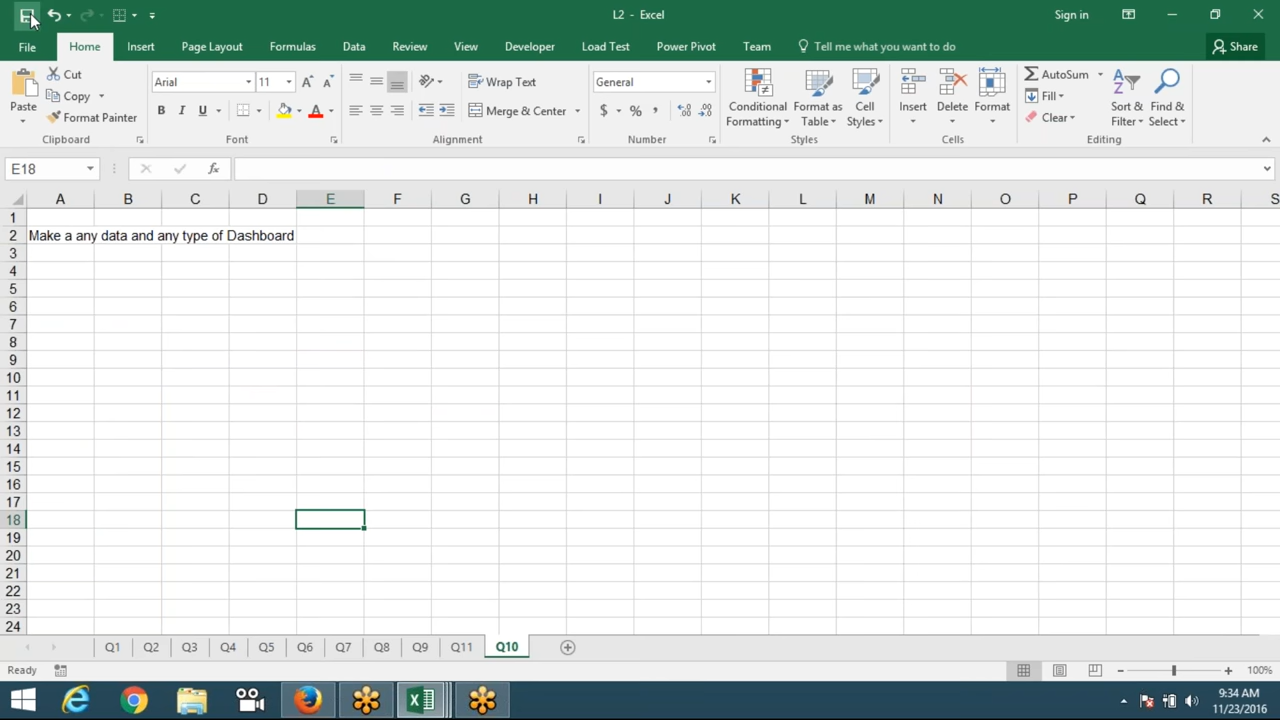 L2 - Excel
Sign in
File Home Insert Page Layout Formulas Data Review View Developer Load Test Power Pivot Team Tell me what you want to do Share
Paste
Cut
Copy
Format Painter
Clipboard
Arial 11
B I U
Font
Wrap Text
Merge & Center
Alignment
General
$ % ,
Number
Conditional Formatting
Format as Table
Cell Styles
Styles
Insert
Delete
Format
Cells
AutoSum
Fill
Clear
Sort & Filter
Find & Select
Editing
E18 fx
A B C D E F G H I J K L M N O P Q R S
1
2 Make a any data and any type of Dashboard
3
4
5
6
7
8
9
10
11
12
13
14
15
16
17
18
19
20
21
22
23
24
Q1 Q2 Q3 Q4 Q5 Q6 Q7 Q8 Q9 Q11 Q10
Ready 100%
9:34 AM
11/23/2016